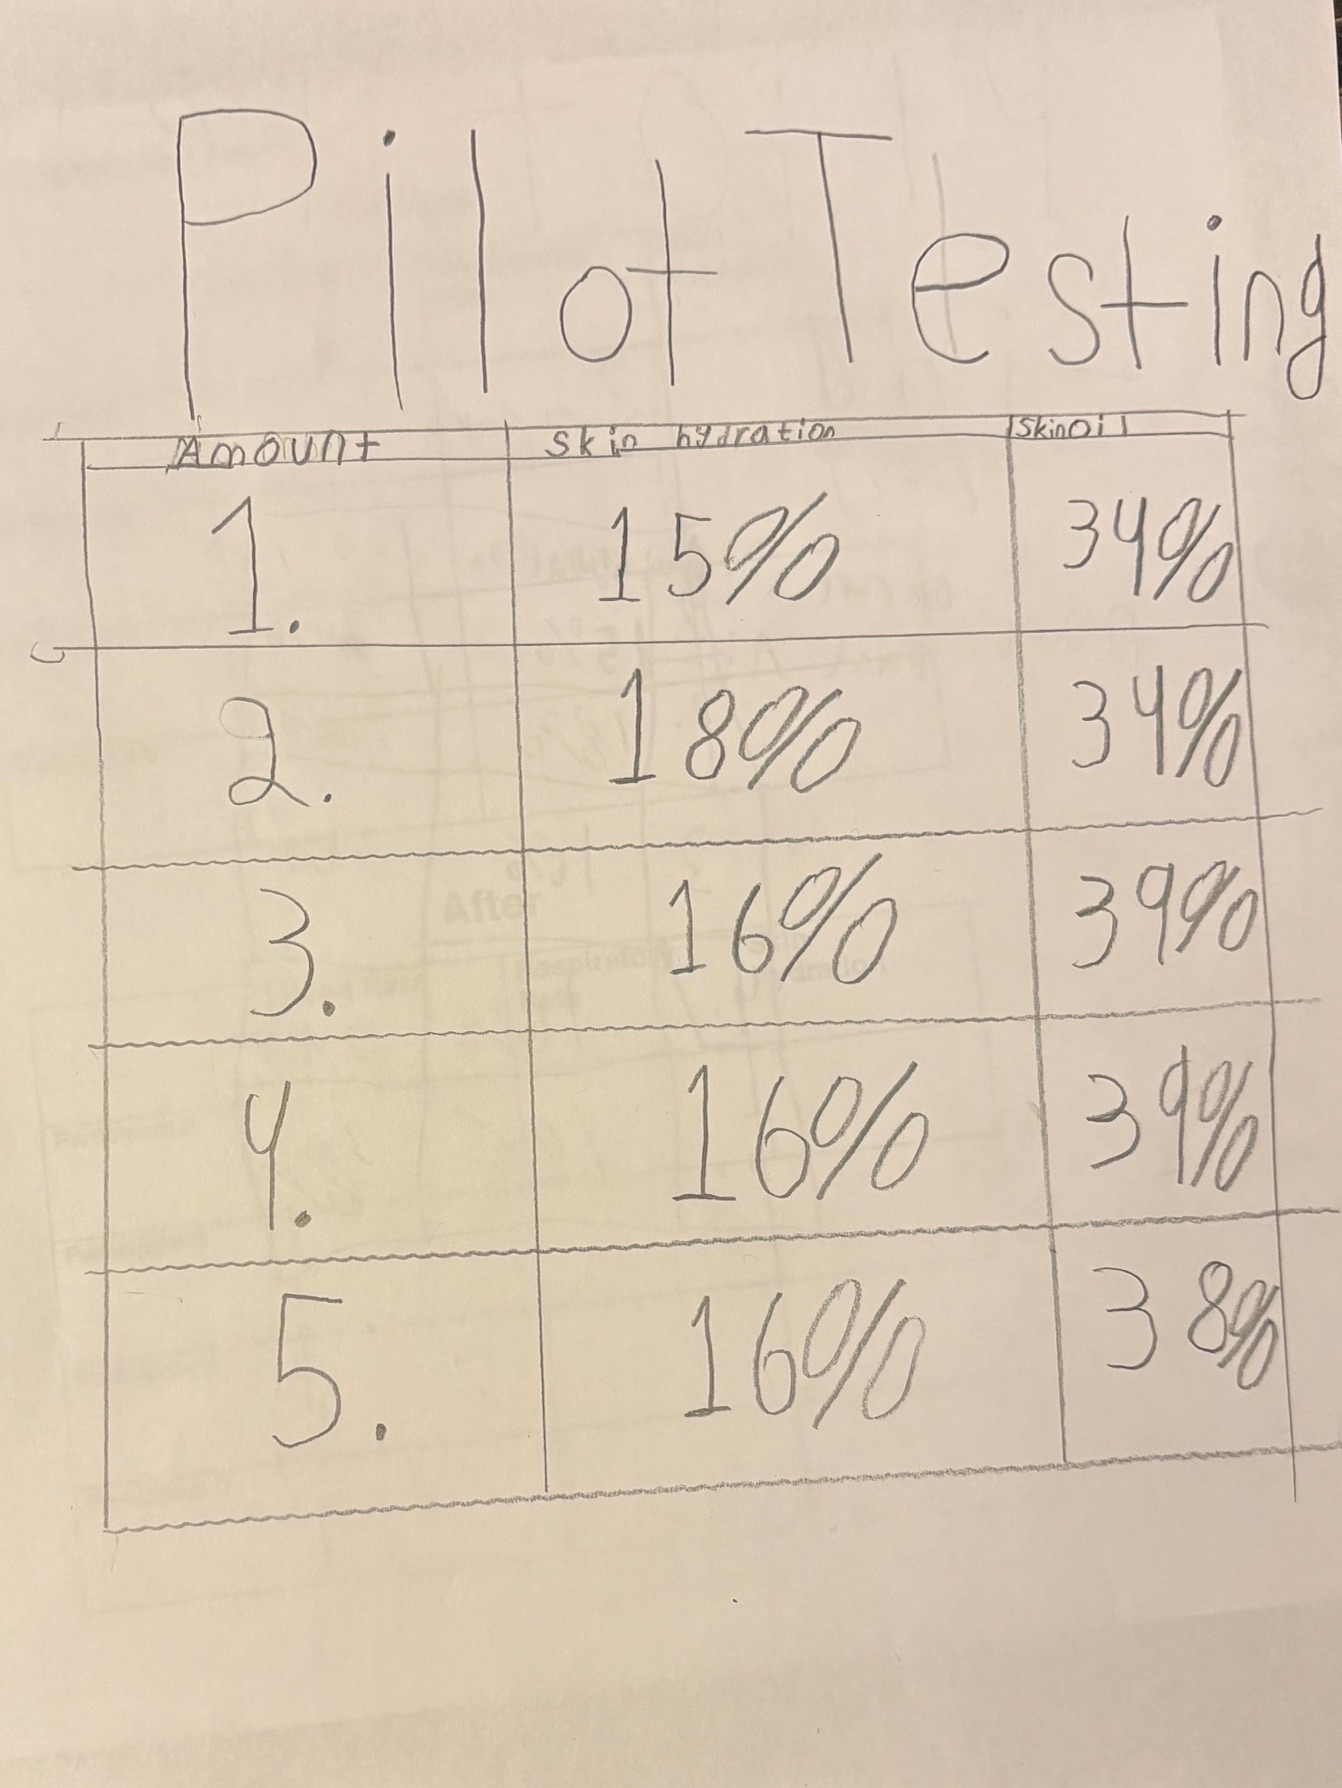 Pilot Testing
Amount skin hydration Skin oil
1. 15% 34%
2. 18% 34%
3. 16% 39%
4. 16% 39%
5. 16% 38%
After